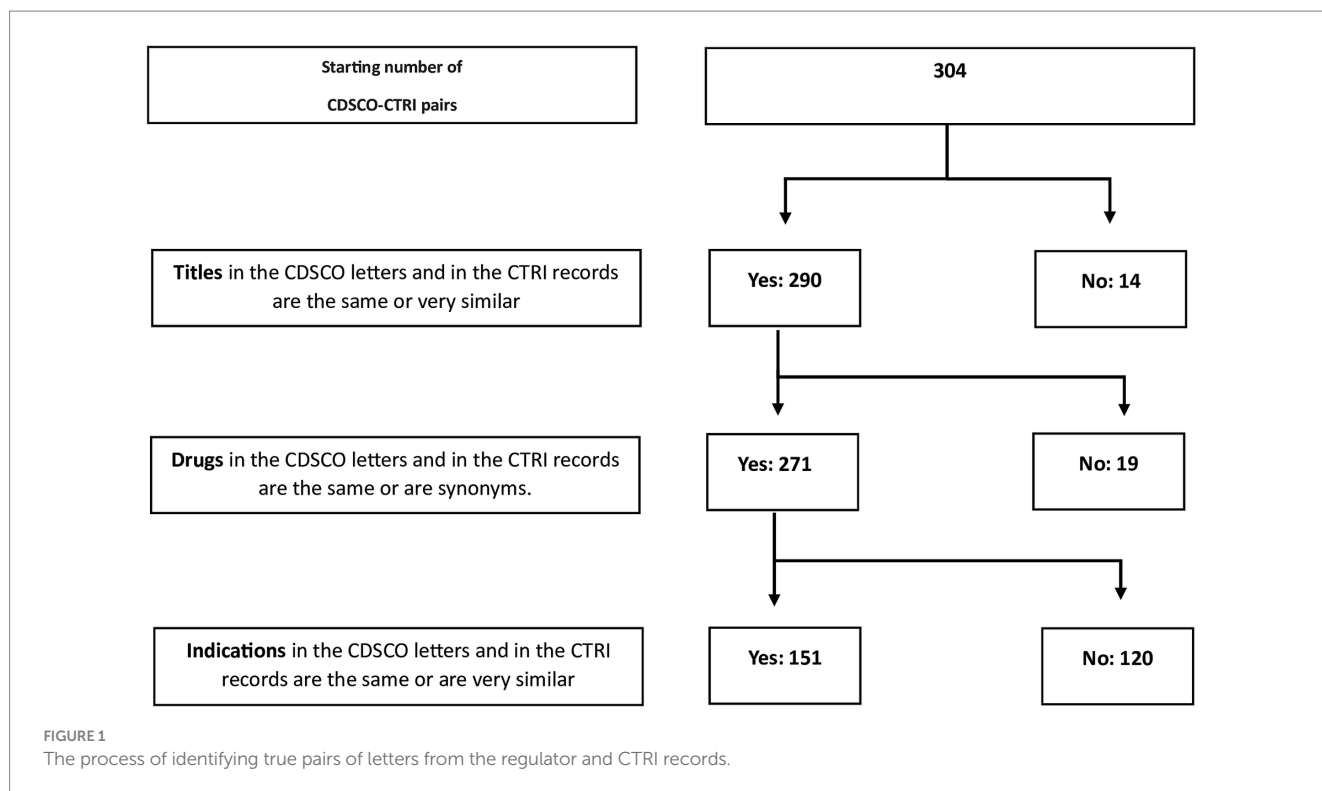 Starting number of
CDSCO-CTRI pairs
304
Titles in the CDSCO letters and in the CTRI records
are the same or very similar
Yes: 290
No: 14
Drugs in the CDSCO letters and in the CTRI records
are the same or are synonyms.
Yes: 271
No: 19
Indications in the CDSCO letters and in the CTRI
records are the same or are very similar
Yes: 151
No: 120
FIGURE 1
The process of identifying true pairs of letters from the regulator and CTRI records.